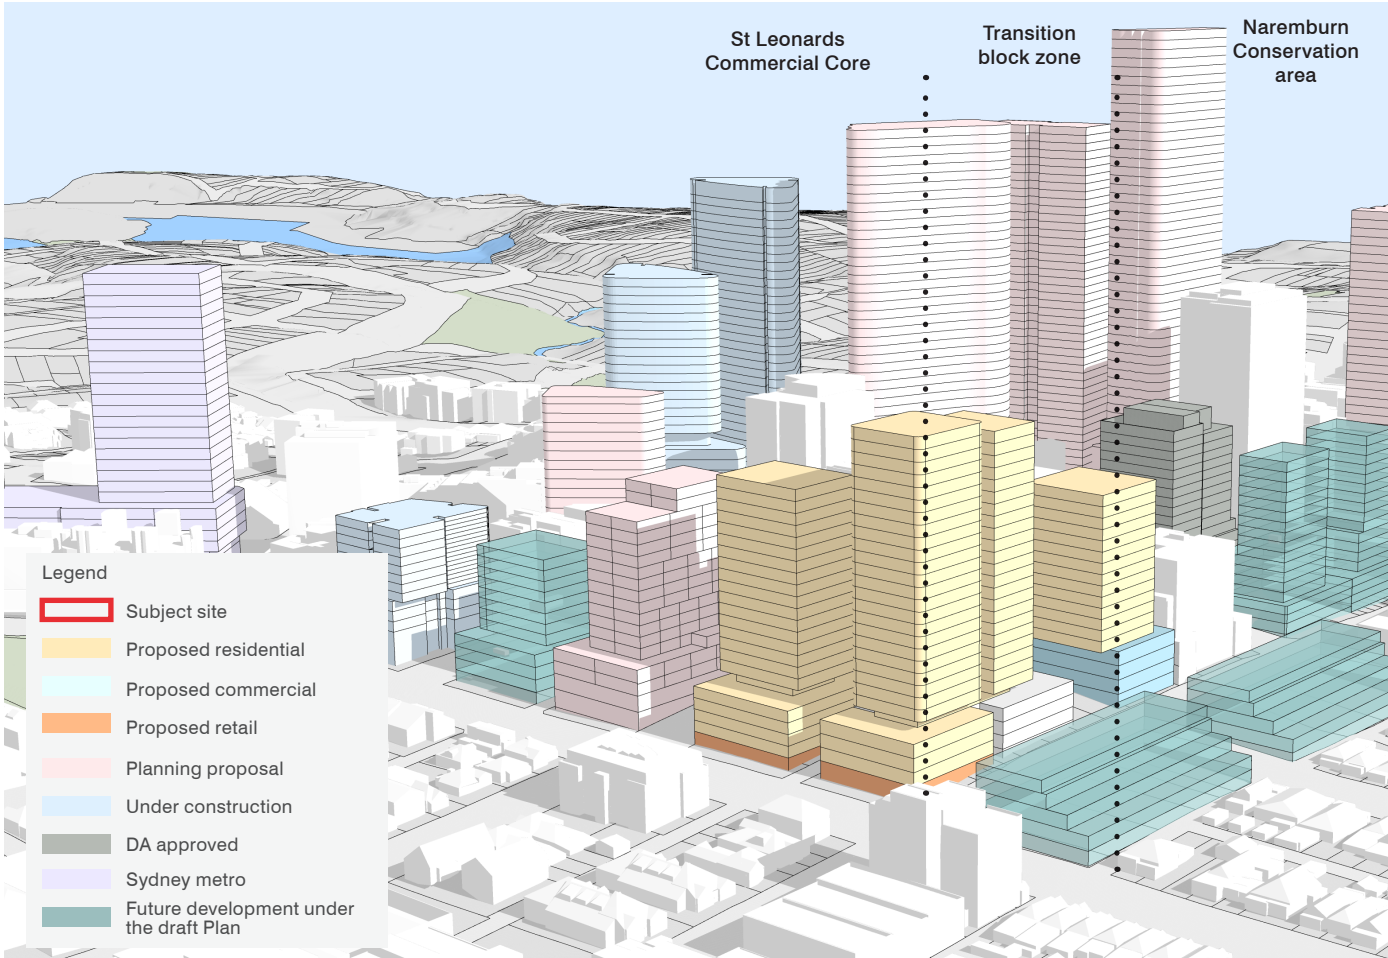 St Leonards
Commercial Core
Transition
block zone
Naremburn
Conservation
area
Legend
Subject site
Proposed residential
Proposed commercial
Proposed retail
Planning proposal
Under construction
DA approved
Sydney metro
Future development under
the draft Plan